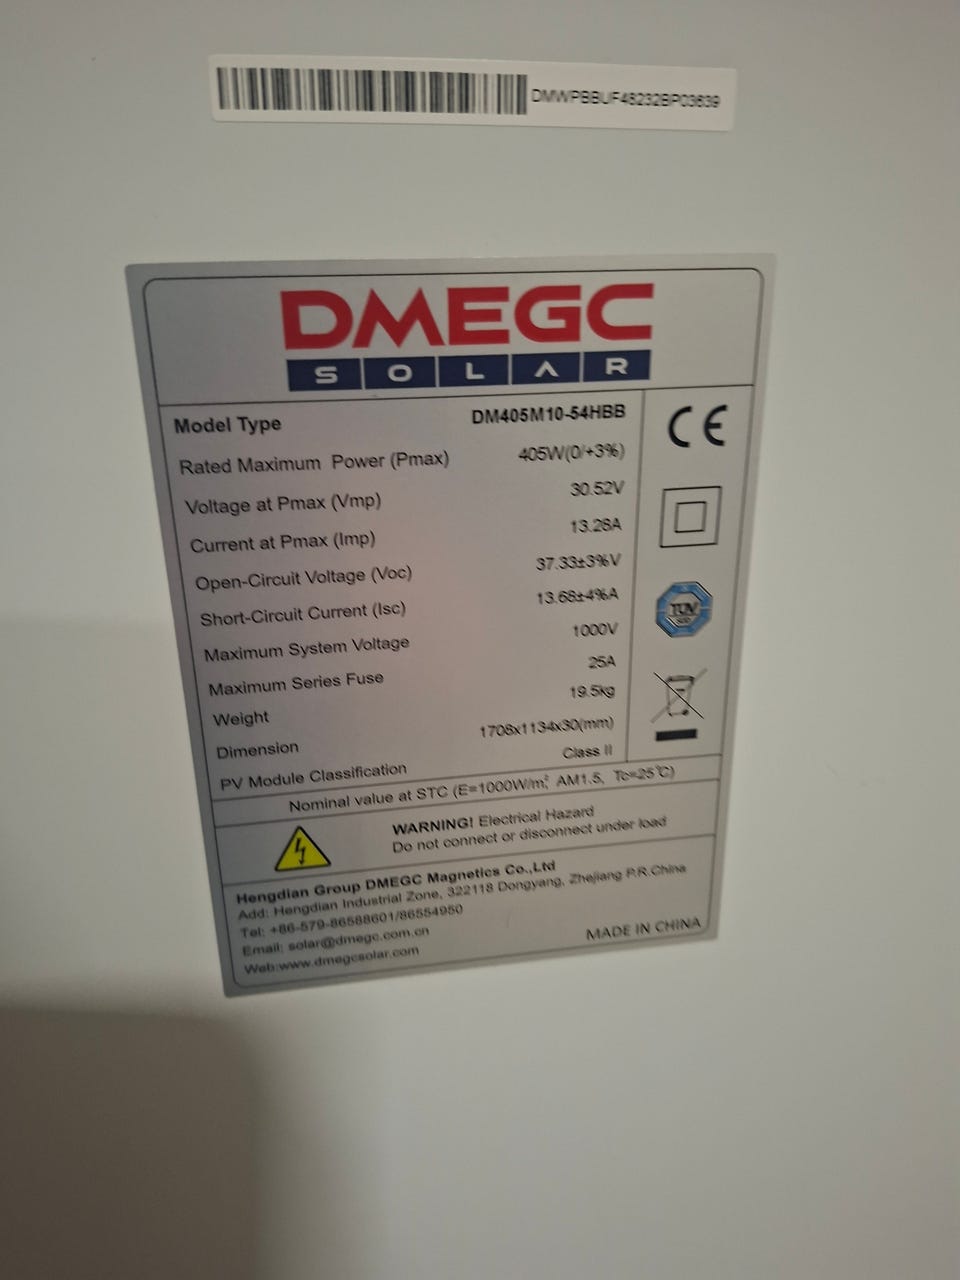 DMWPBBUF48232BP03639
DMEGC
SOLAR
Model Type DM405M10-54HBB
Rated Maximum Power (Pmax) 405W(0/+3%)
Voltage at Pmax (Vmp) 30.52V
Current at Pmax (Imp) 13.28A
Open-Circuit Voltage (Voc) 37.33±3%V
Short-Circuit Current (Isc) 13.68±4%A
Maximum System Voltage 1000V
Maximum Series Fuse 25A
Weight 19.5kg
Dimension 1708x1134x30(mm)
PV Module Classification Class II
CE
TÜV
SÜD
Nominal value at STC (E=1000W/m², AM1.5, Tc=25℃)
WARNING! Electrical Hazard
Do not connect or disconnect under load
Hengdian Group DMEGC Magnetics Co.,Ltd
Add: Hengdian Industrial Zone, 322118 Dongyang, Zhejiang P.R.China
Tel: +86-579-86588601/86554950
Email: solar@dmegc.com.cn
Web:www.dmegcsolar.com
MADE IN CHINA